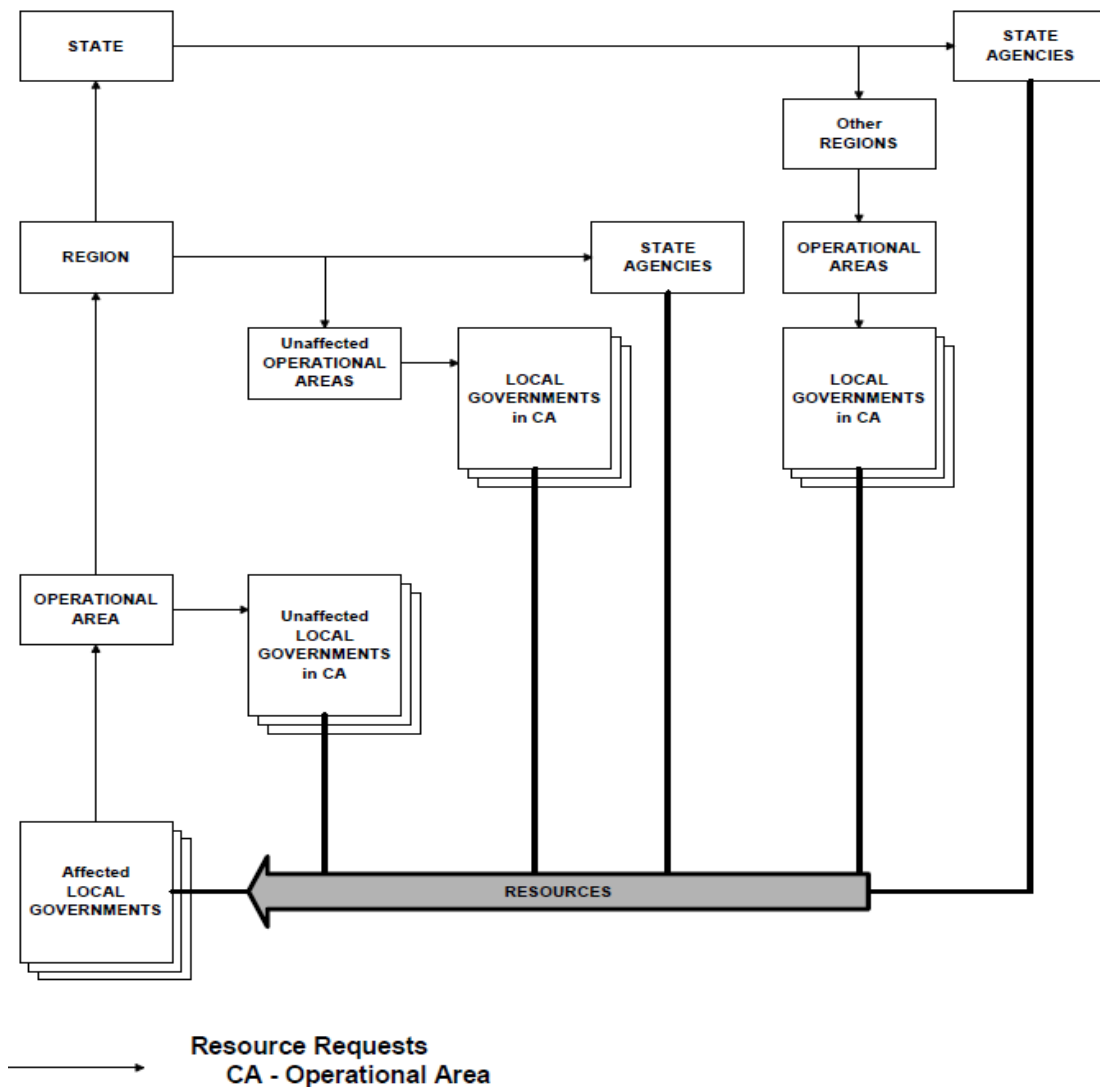 STATE
STATE
AGENCIES
Other
REGIONS
REGION
STATE
AGENCIES
OPERATIONAL
AREAS
Unaffected
OPERATIONAL
AREAS
LOCAL
GOVERNMENTS
in CA
LOCAL
GOVERNMENTS
in CA
OPERATIONAL
AREA
Unaffected
LOCAL
GOVERNMENTS
in CA
Affected
LOCAL
GOVERNMENTS
RESOURCES
Resource Requests
CA - Operational Area